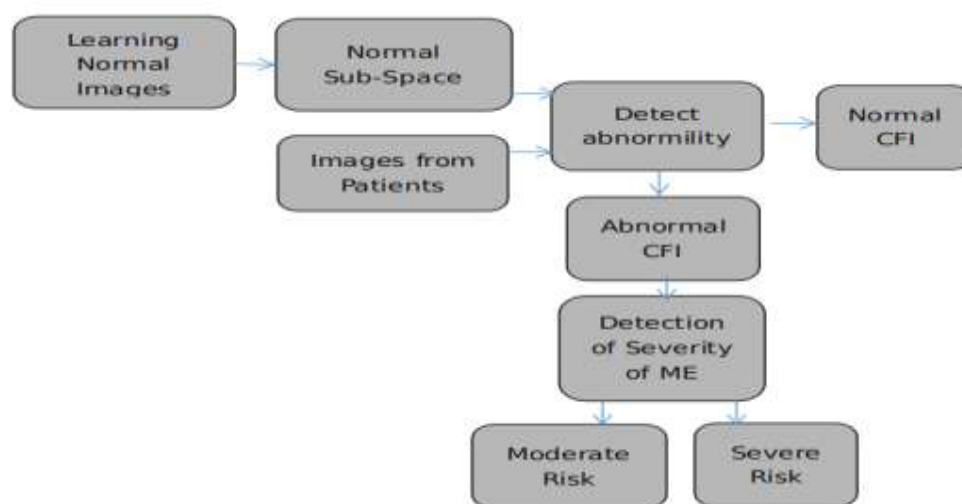 Learning
Normal
Images
Normal
Sub-Space
Detect
abnormility
Normal
CFI
Images from
Patients
Abnormal
CFI
Detection
of Severity
of ME
Moderate
Risk
Severe
Risk